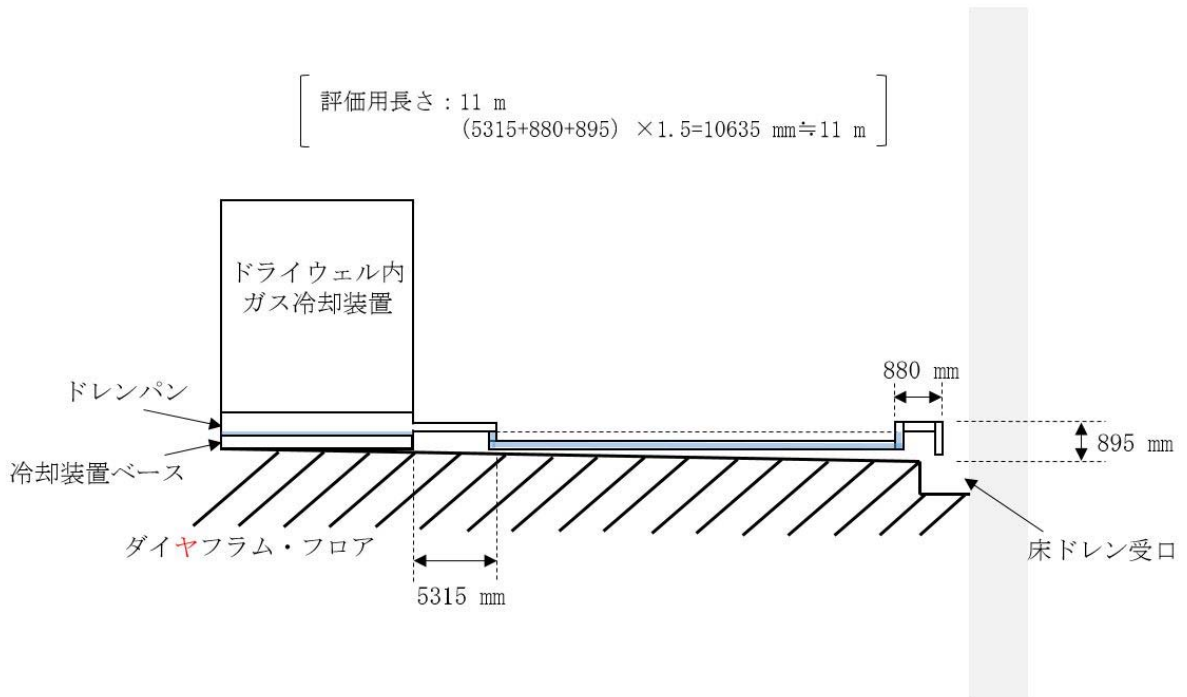 評価用長さ:11 m
(5315+880+895) ×1.5=10635 mm≒11 m
ドライウェル内
ガス冷却装置
880 mm
ドレンパン
895 mm
冷却装置ベース
ダイヤフラム・フロア
床ドレン受口
5315 mm